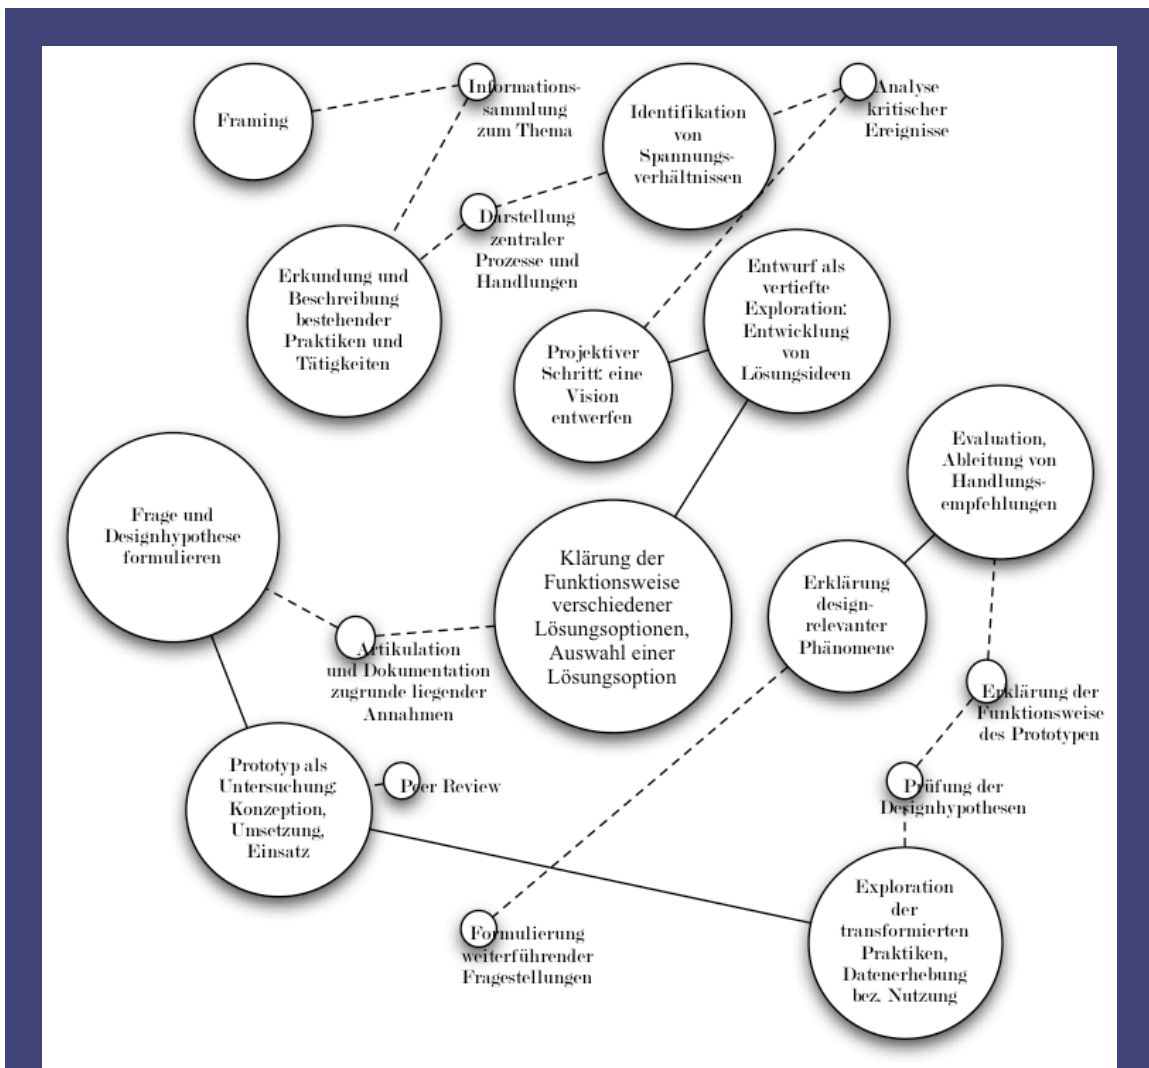 Framing
Informations-
sammlung
zum Thema
Identifikation
von
Spannungs-
verhältnissen
Analyse
kritischer
Ereignisse
Darstellung
zentraler
Prozesse und
Handlungen
Erkundung und
Beschreibung
bestehender
Praktiken und
Tätigkeiten
Entwurf als
vertiefte
Exploration:
Entwicklung
von
Lösungsideen
Projektiver
Schritt: eine
Vision
entwerfen
Evaluation,
Ableitung von
Handlungs-
empfehlungen
Frage und
Designhypothese
formulieren
Klärung der
Funktionsweise
verschiedener
Lösungsoptionen,
Auswahl einer
Lösungsoption
Erklärung
design-
relevanter
Phänomene
Artikulation
und Dokumentation
zugrunde liegender
Annahmen
Erklärung der
Funktionsweise
des Prototypen
Prototyp als
Untersuchung:
Konzeption,
Umsetzung,
Einsatz
Peer Review
Prüfung der
Designhypothesen
Exploration
der
transformierten
Praktiken,
Datenerhebung
bez. Nutzung
Formulierung
weiterführender
Fragestellungen